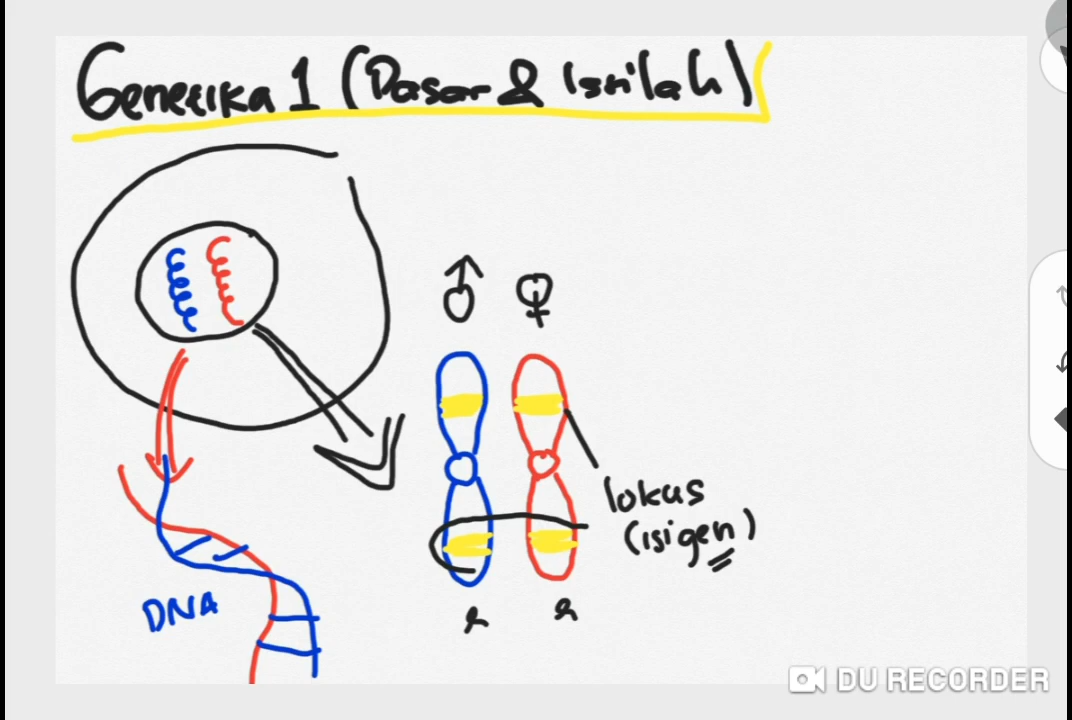 Genetika 1 (Dasar & Istilah)
♂ ♀
lokus
(isi gen)
DNA
DU RECORDER